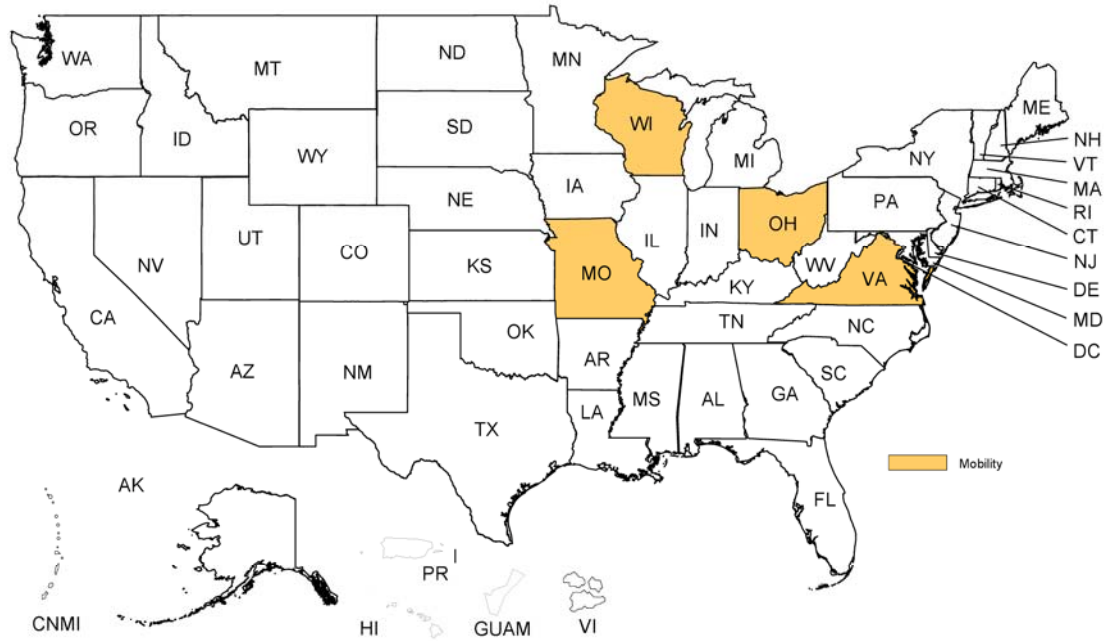 WA
MT
ND
MN
ME
OR
ID
SD
WI
NH
WY
MI
NY
VT
MA
NE
IA
PA
RI
NV
UT
CO
KS
IL
IN
OH
CT
NJ
CA
MO
KY
WV
VA
DE
MD
OK
TN
NC
DC
AZ
NM
AR
SC
TX
LA
MS
AL
GA
Mobility
AK
FL
I
PR
CNMI
HI
GUAM
VI